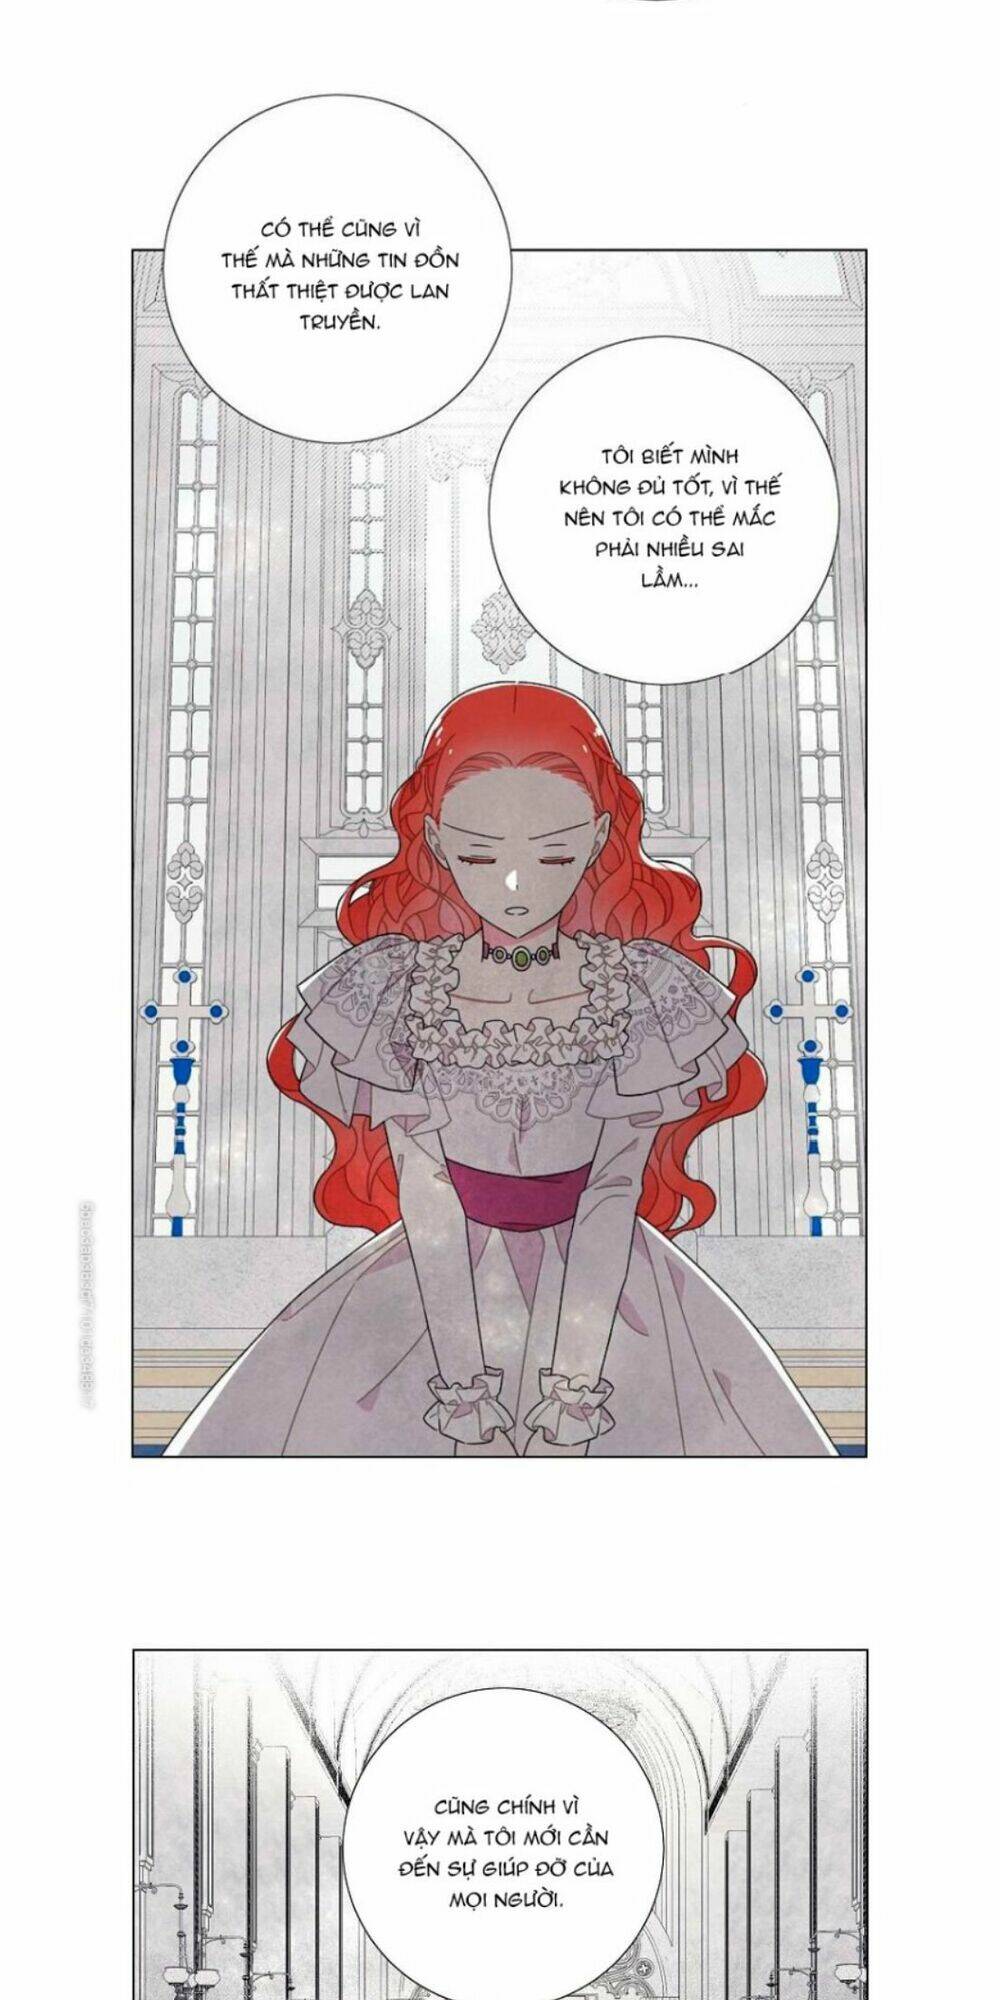 CÓ THỂ CŨNG VÌ
THẾ MÀ NHỮNG TIN ĐỒN
THẤT THIỆT ĐƯỢC LAN
TRUYỀN.
TÔI BIẾT MÌNH
KHÔNG ĐỦ TỐT, VÌ THẾ
NÊN TÔI CÓ THỂ MẮC
PHẢI NHIỀU SAI
LẦM...
CŨNG CHÍNH VÌ
VẬY MÀ TÔI MỚI CẦN
ĐẾN SỰ GIÚP ĐỠ CỦA
MỌI NGƯỜI.